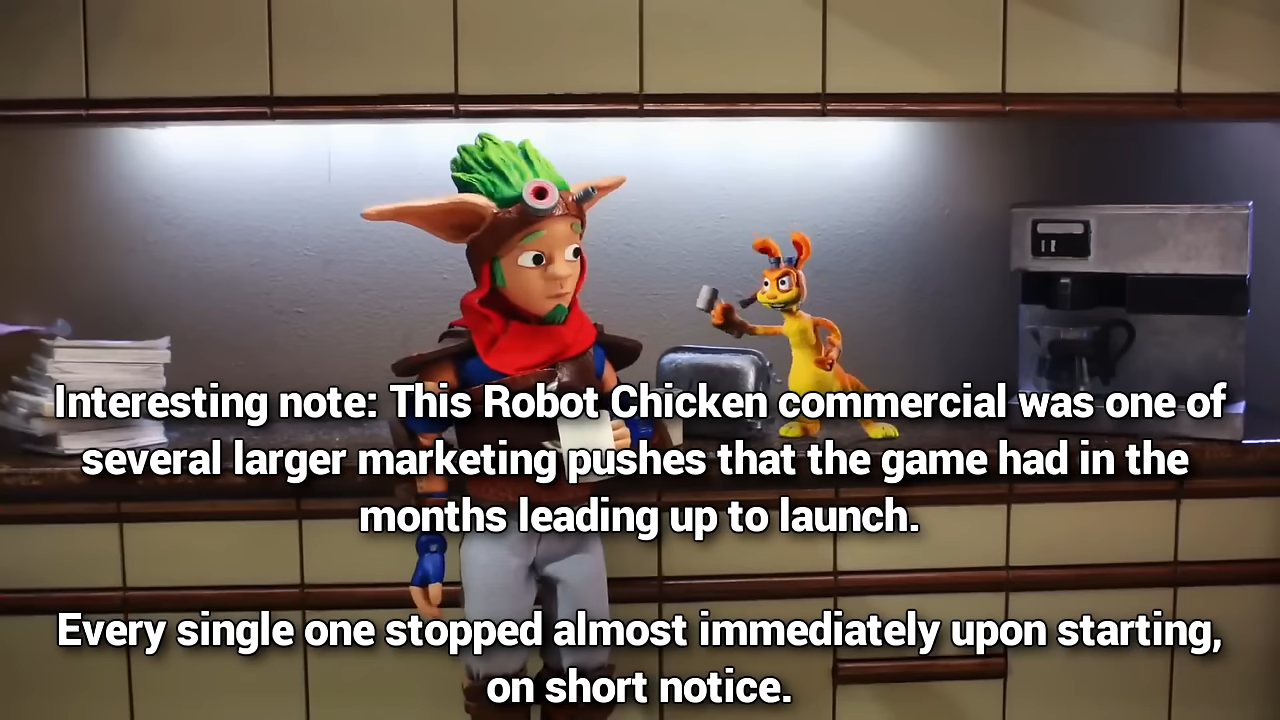 Interesting note: This Robot Chicken commercial was one of
several larger marketing pushes that the game had in the
months leading up to launch.
Every single one stopped almost immediately upon starting,
on short notice.